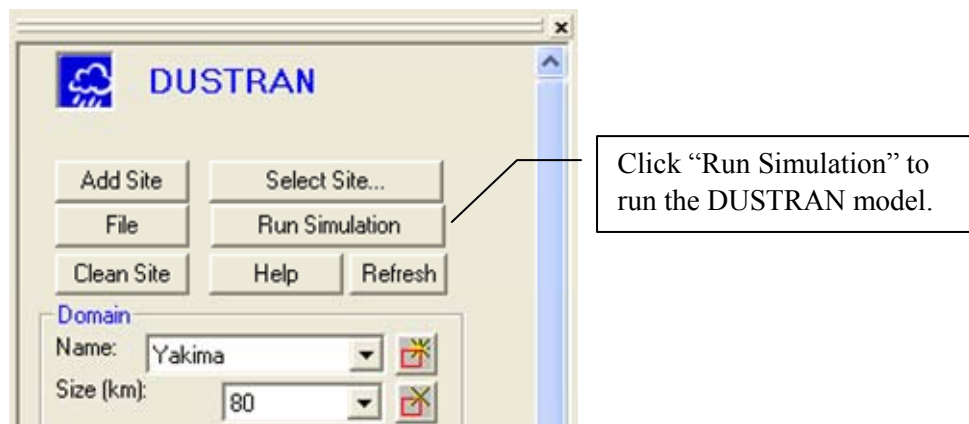 DUSTRAN
Add Site Select Site...
File Run Simulation
Clean Site Help Refresh
Domain
Name: Yakima
Size (km): 80
Click “Run Simulation” to
run the DUSTRAN model.